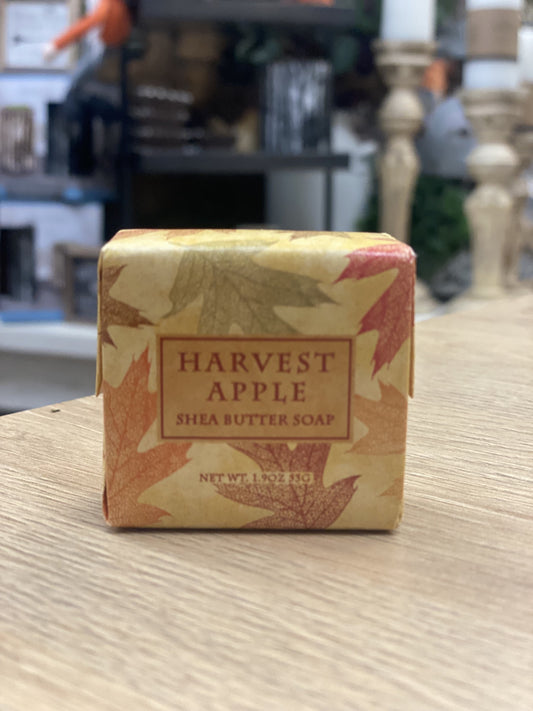 HARVEST
APPLE
SHEA BUTTER SOAP
NET WT. 1.9OZ 55G